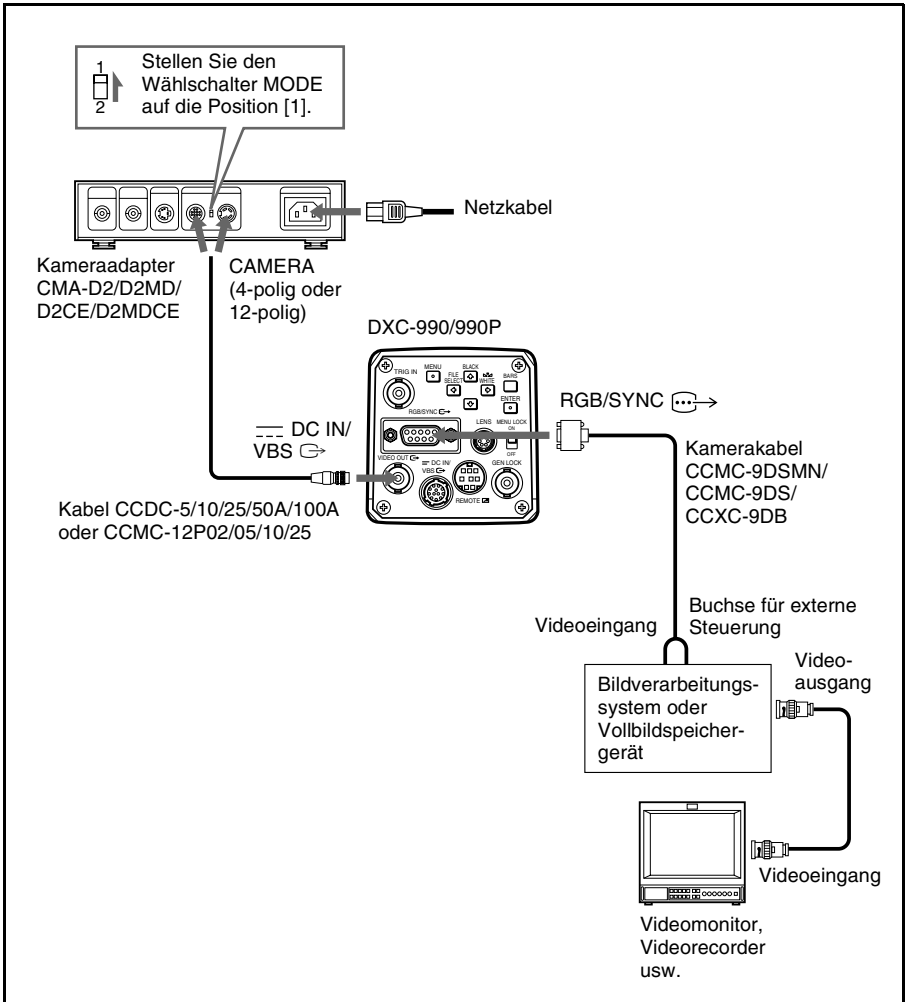 1
2
Stellen Sie den
Wählschalter MODE
auf die Position [1].
Netzkabel
Kameraadapter
CMA-D2/D2MD/
D2CE/D2MDCE
CAMERA
(4-polig oder
12-polig)
DXC-990/990P
TRIG IN
MENU
BLACK
FILE
SELECT
WHITE
BARS
ENTER
RGB/SYNC
LENS
MENU LOCK
ON
OFF
VIDEO OUT
DC IN/
VBS
GEN LOCK
REMOTE
DC IN/
VBS
Kabel CCDC-5/10/25/50A/100A
oder CCMC-12P02/05/10/25
RGB/SYNC
Kamerakabel
CCMC-9DSMN/
CCMC-9DS/
CCXC-9DB
Videoeingang
Buchse für externe
Steuerung
Video-
ausgang
Bildverarbeitungs-
system oder
Vollbildspeicher-
gerät
Videoeingang
Videomonitor,
Videorecorder
usw.